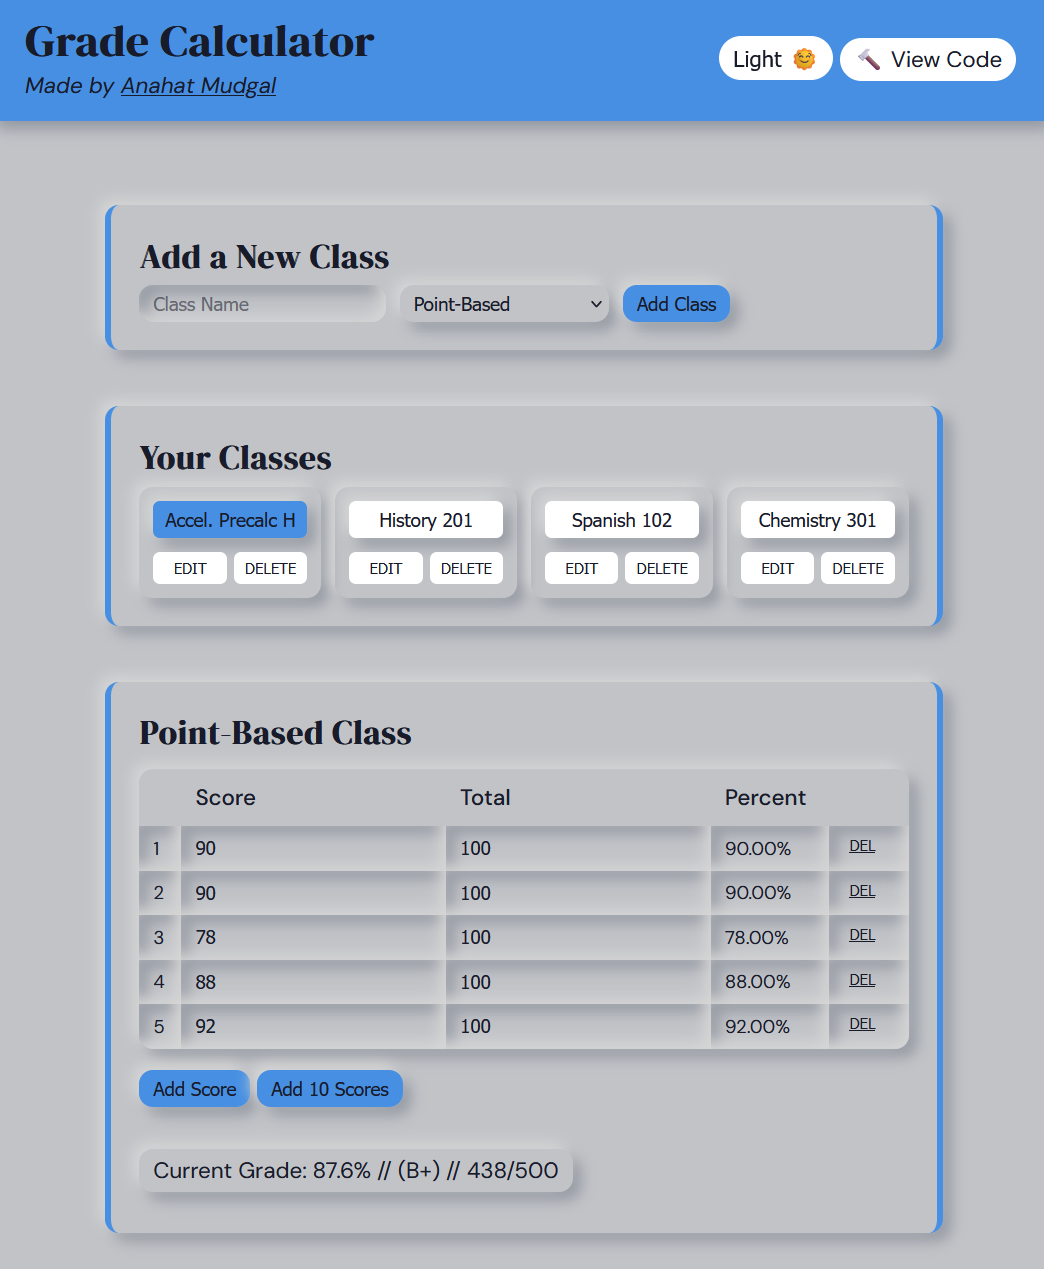 Grade Calculator
Made by Anahat Mudgal
Light 🌞
🔨 View Code
Add a New Class
Class Name
Point-Based
Add Class
Your Classes
Accel. Precalc H
EDIT DELETE
History 201
EDIT DELETE
Spanish 102
EDIT DELETE
Chemistry 301
EDIT DELETE
Point-Based Class
Score Total Percent
1 90 100 90.00% DEL
2 90 100 90.00% DEL
3 78 100 78.00% DEL
4 88 100 88.00% DEL
5 92 100 92.00% DEL
Add Score Add 10 Scores
Current Grade: 87.6% // (B+) // 438/500